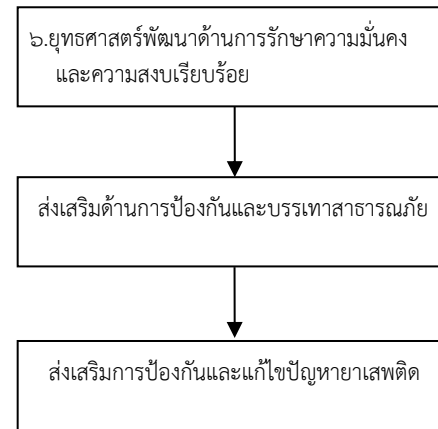 ๖.ยุทธศาสตร์พัฒนาด้านการรักษาความมั่นคง
และความสงบเรียบร้อย
ส่งเสริมด้านการป้องกันและบรรเทาสาธารณภัย
ส่งเสริมการป้องกันและแก้ไขปัญหายาเสพติด